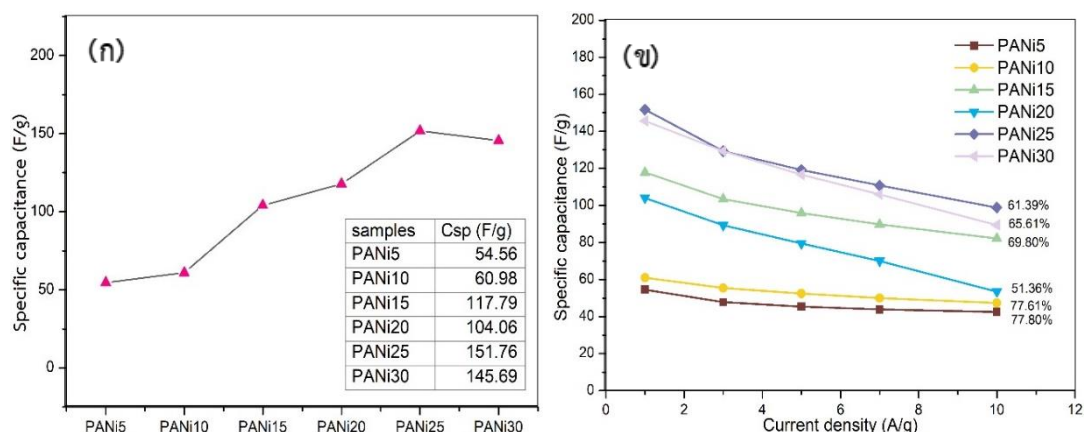 (ก)
Specific capacitance (F/g)
200
150
100
50
0
samples Csp (F/g)
PANi5 54.56
PANi10 60.98
PANi15 117.79
PANi20 104.06
PANi25 151.76
PANi30 145.69
PANi5 PANi10 PANi15 PANi20 PANi25 PANi30
(ข)
Specific capacitance (F/g)
200
180
160
140
120
100
80
60
40
20
0
PANi5
PANi10
PANi15
PANi20
PANi25
PANi30
61.39%
65.61%
69.80%
51.36%
77.61%
77.80%
0 2 4 6 8 10
Current density (A/g)